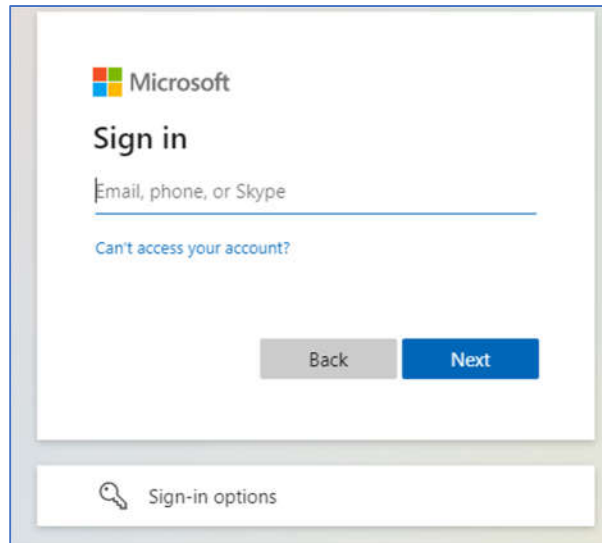 Microsoft
Sign in
Email, phone, or Skype
Can't access your account?
Back Next
Sign-in options